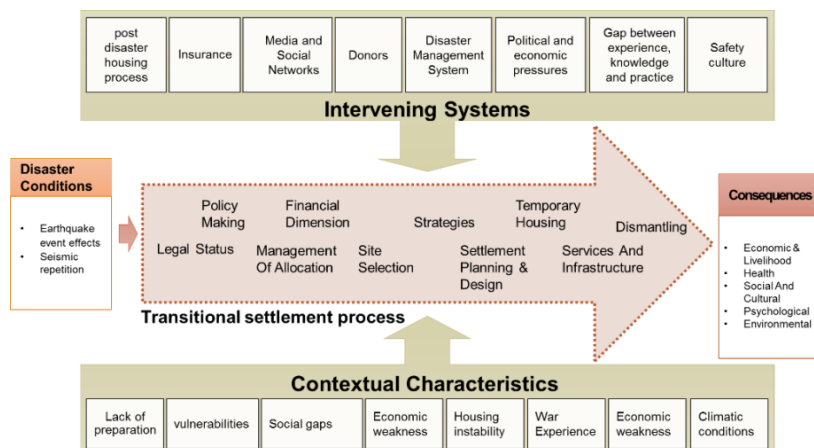 post
disaster
housing
process
Insurance
Media and
Social
Networks
Donors
Disaster
Management
System
Political and
economic
pressures
Gap between
experience,
knowledge
and practice
Safety
culture
Intervening Systems
Disaster
Conditions
• Earthquake
event effects
• Seismic
repetition
Policy
Making
Financial
Dimension
Strategies
Temporary
Housing
Dismantling
Legal Status
Management
Of Allocation
Site
Selection
Settlement
Planning &
Design
Services And
Infrastructure
Transitional settlement process
Consequences
• Economic &
Livelihood
• Health
• Social And
Cultural
• Psychological
• Environmental
Contextual Characteristics
Lack of
preparation
vulnerabilities
Social gaps
Economic
weakness
Housing
instability
War
Experience
Economic
weakness
Climatic
conditions